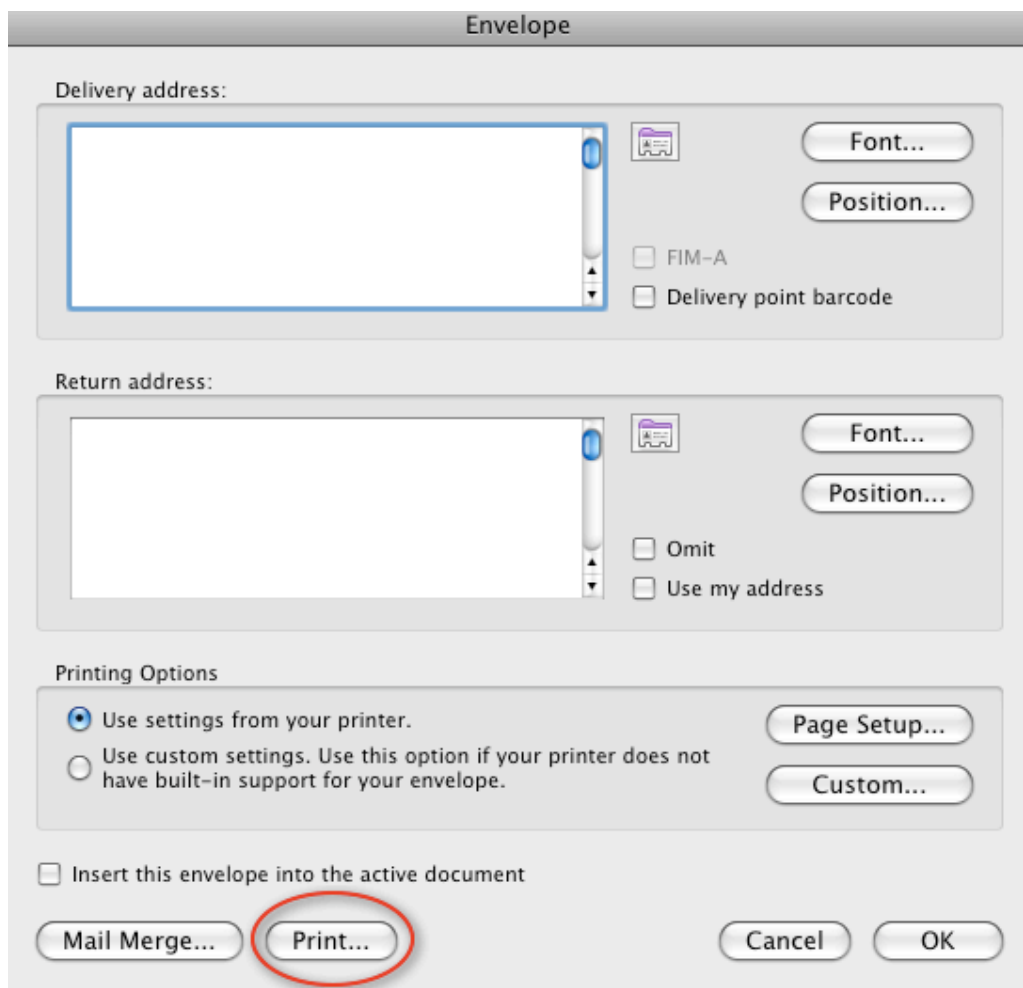 Envelope
Delivery address:
Font...
Position...
FIM-A
Delivery point barcode
Return address:
Font...
Position...
Omit
Use my address
Printing Options
Use settings from your printer.
Page Setup...
Use custom settings. Use this option if your printer does not
have built-in support for your envelope.
Custom...
Insert this envelope into the active document
Mail Merge... Print... Cancel OK